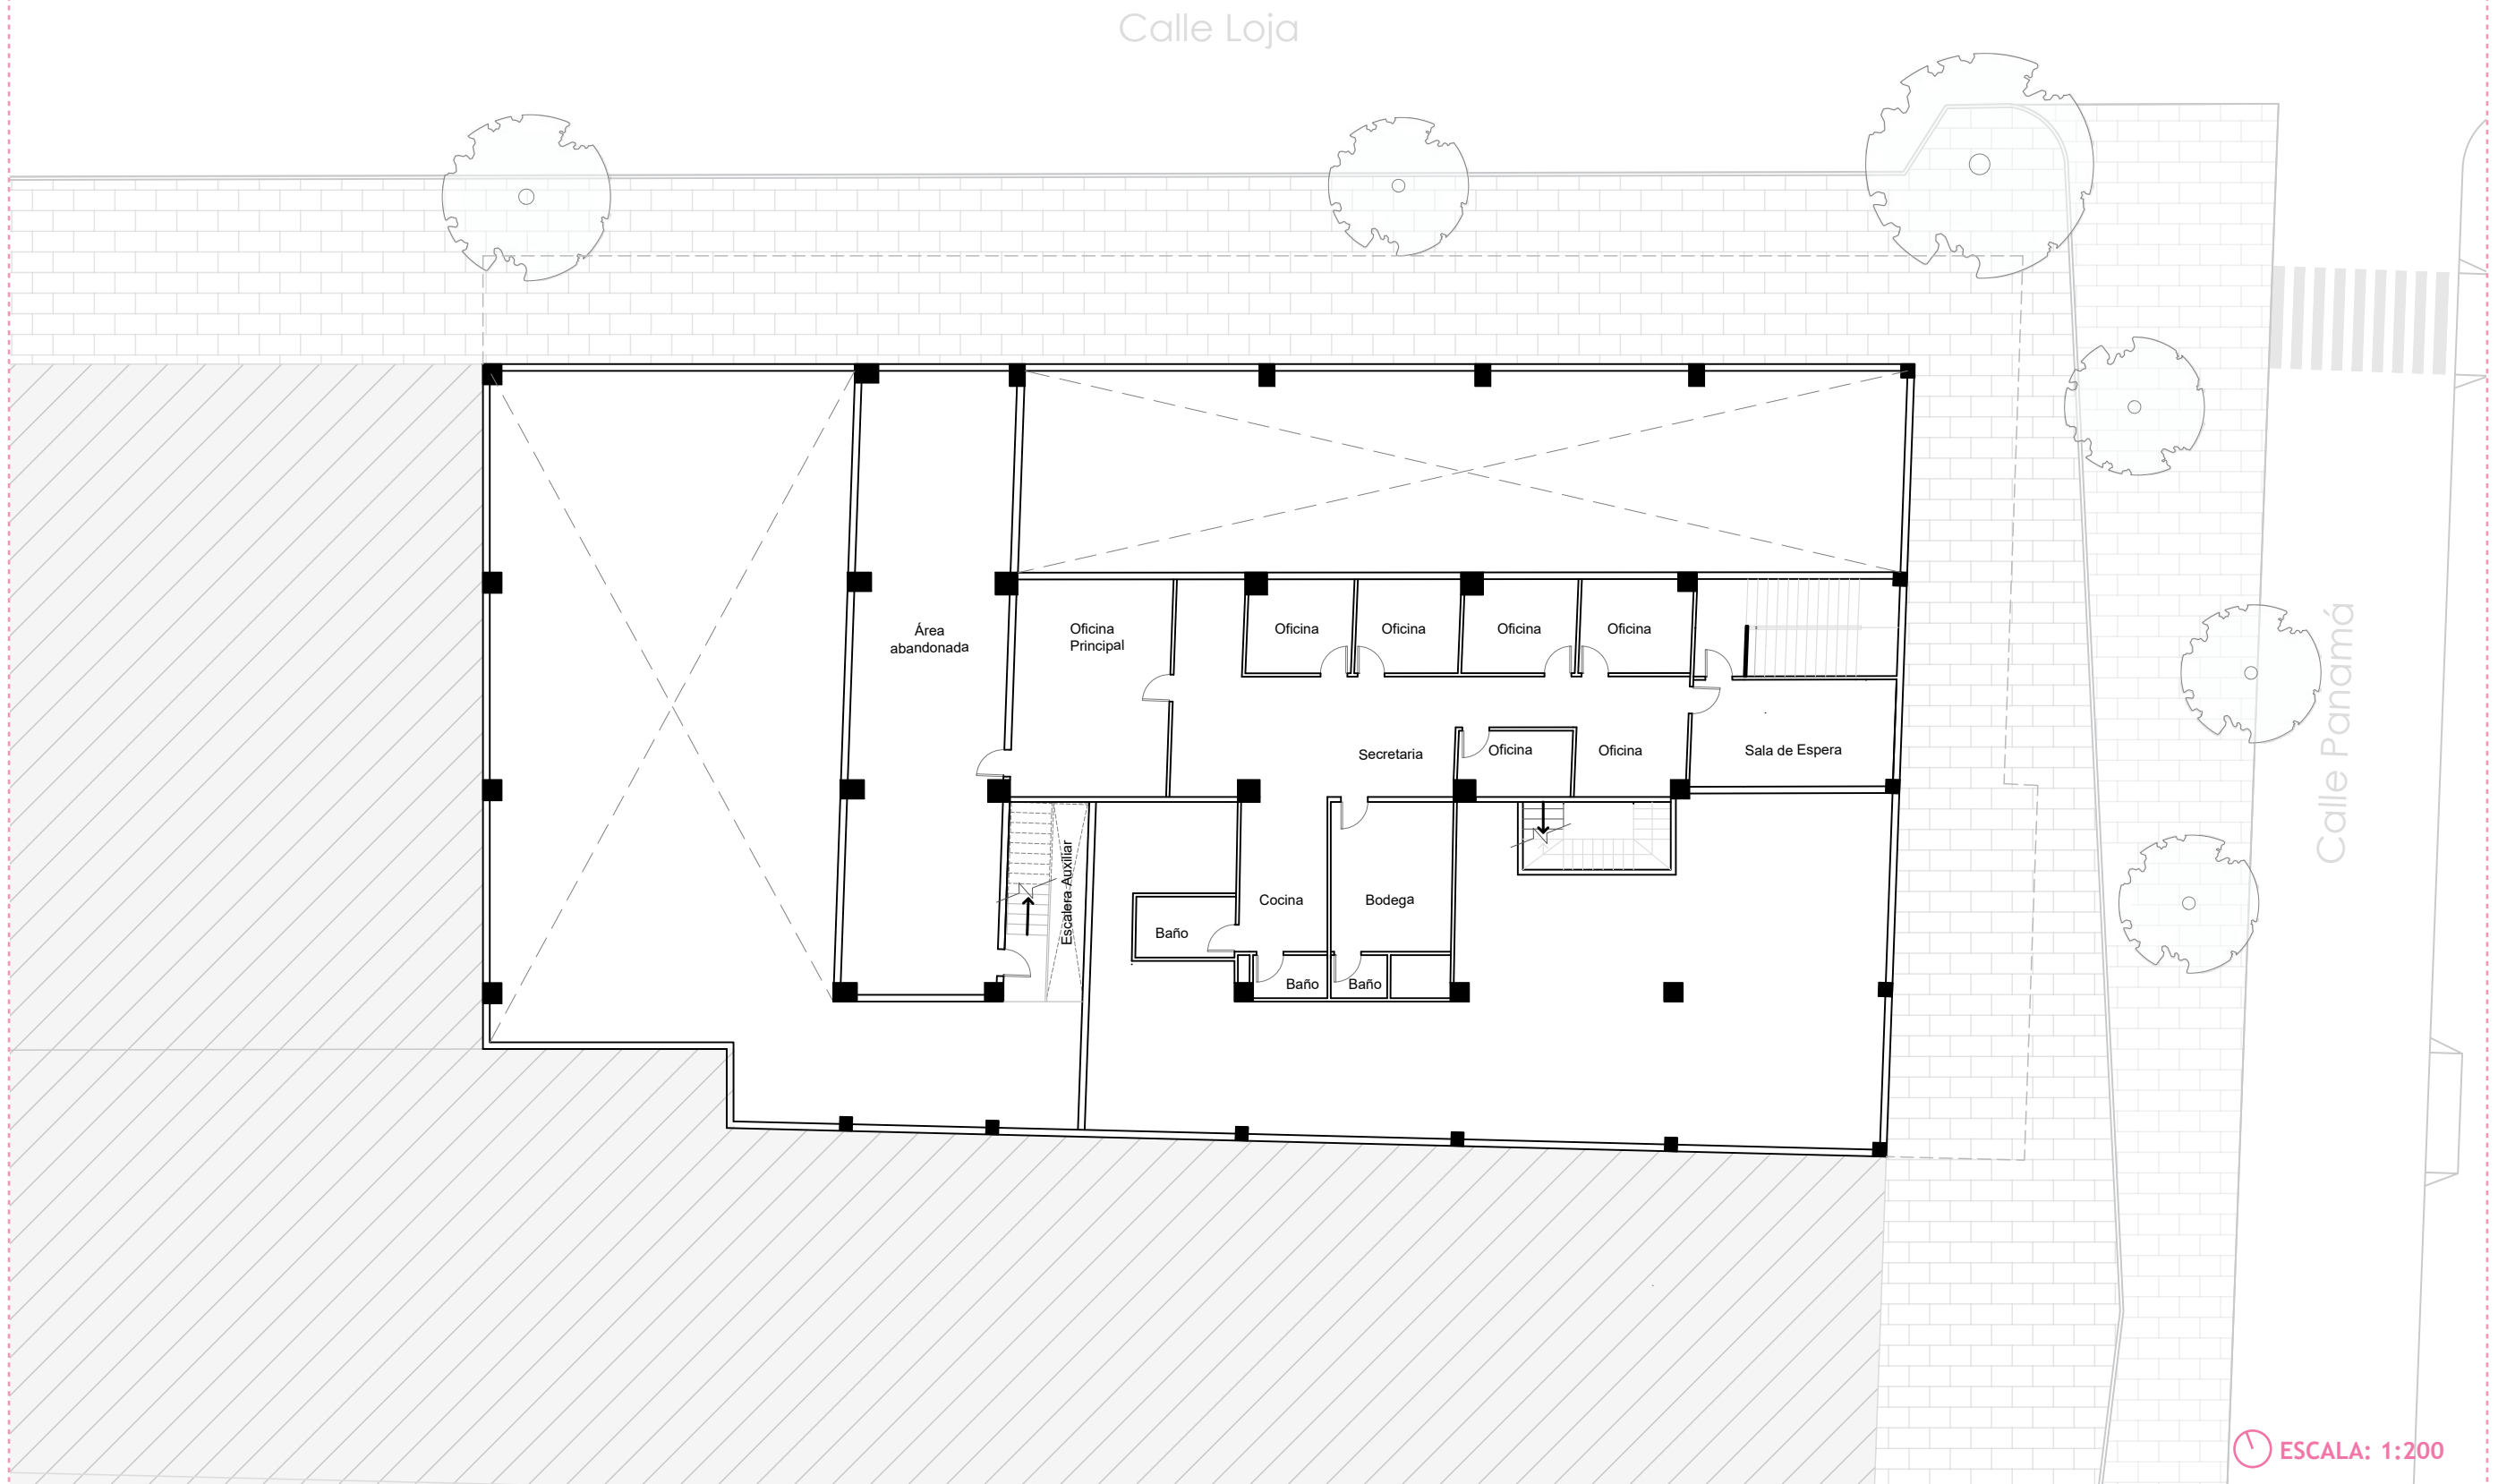 Calle Loja
Área
abandonada
Oficina
Principal
Oficina
Oficina
Oficina
Oficina
Secretaria
Oficina
Oficina
Sala de Espera
Calle Panamá
Escalera Auxiliar
Cocina
Bodega
Baño
Baño
Baño
ESCALA: 1:200